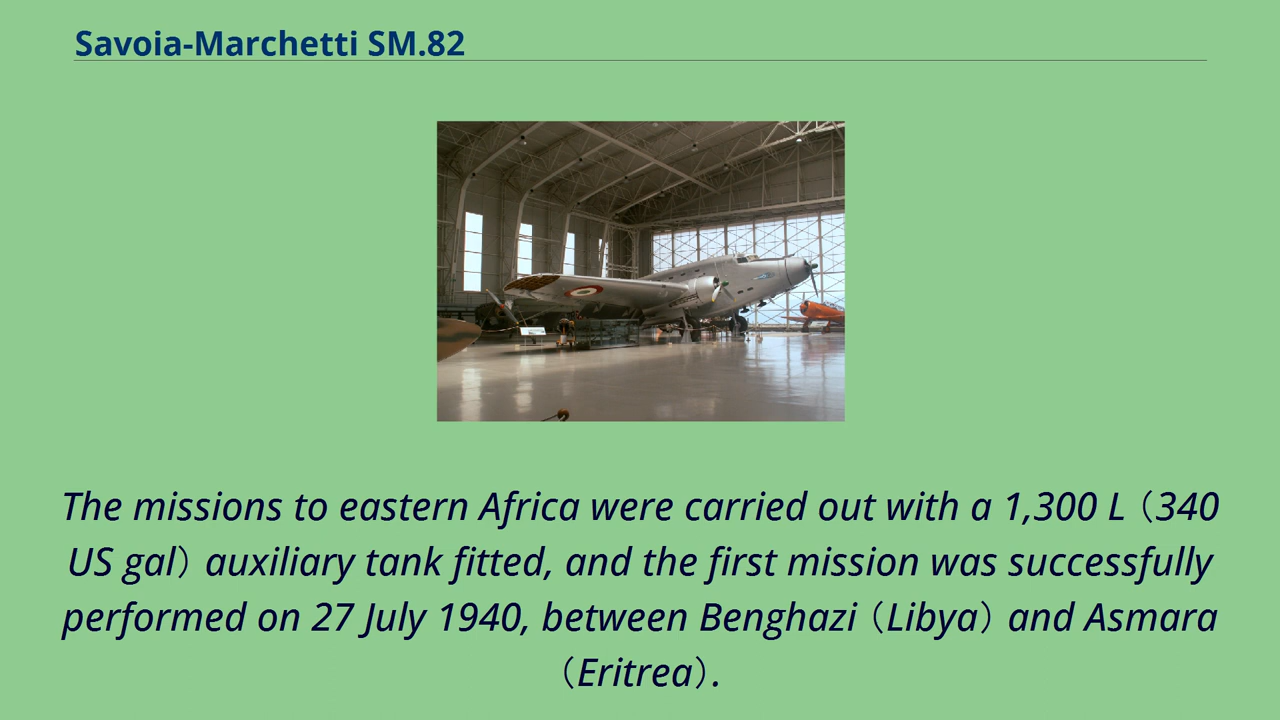 Savoia-Marchetti SM.82
The missions to eastern Africa were carried out with a 1,300 L（340
US gal）auxiliary tank fitted, and the first mission was successfully
performed on 27 July 1940, between Benghazi（Libya）and Asmara
（Eritrea）.